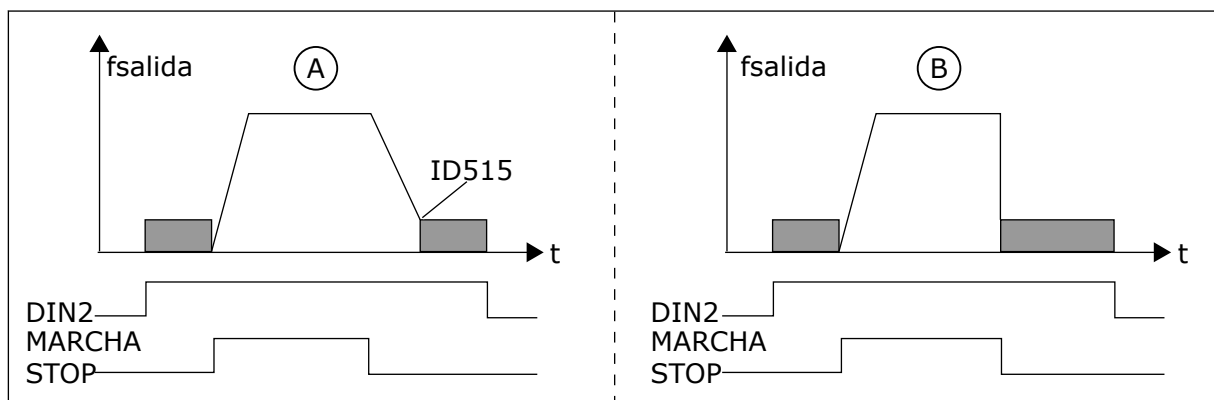 fsalida
A
ID515
t
DIN2
MARCHA
STOP
fsalida
B
t
DIN2
MARCHA
STOP